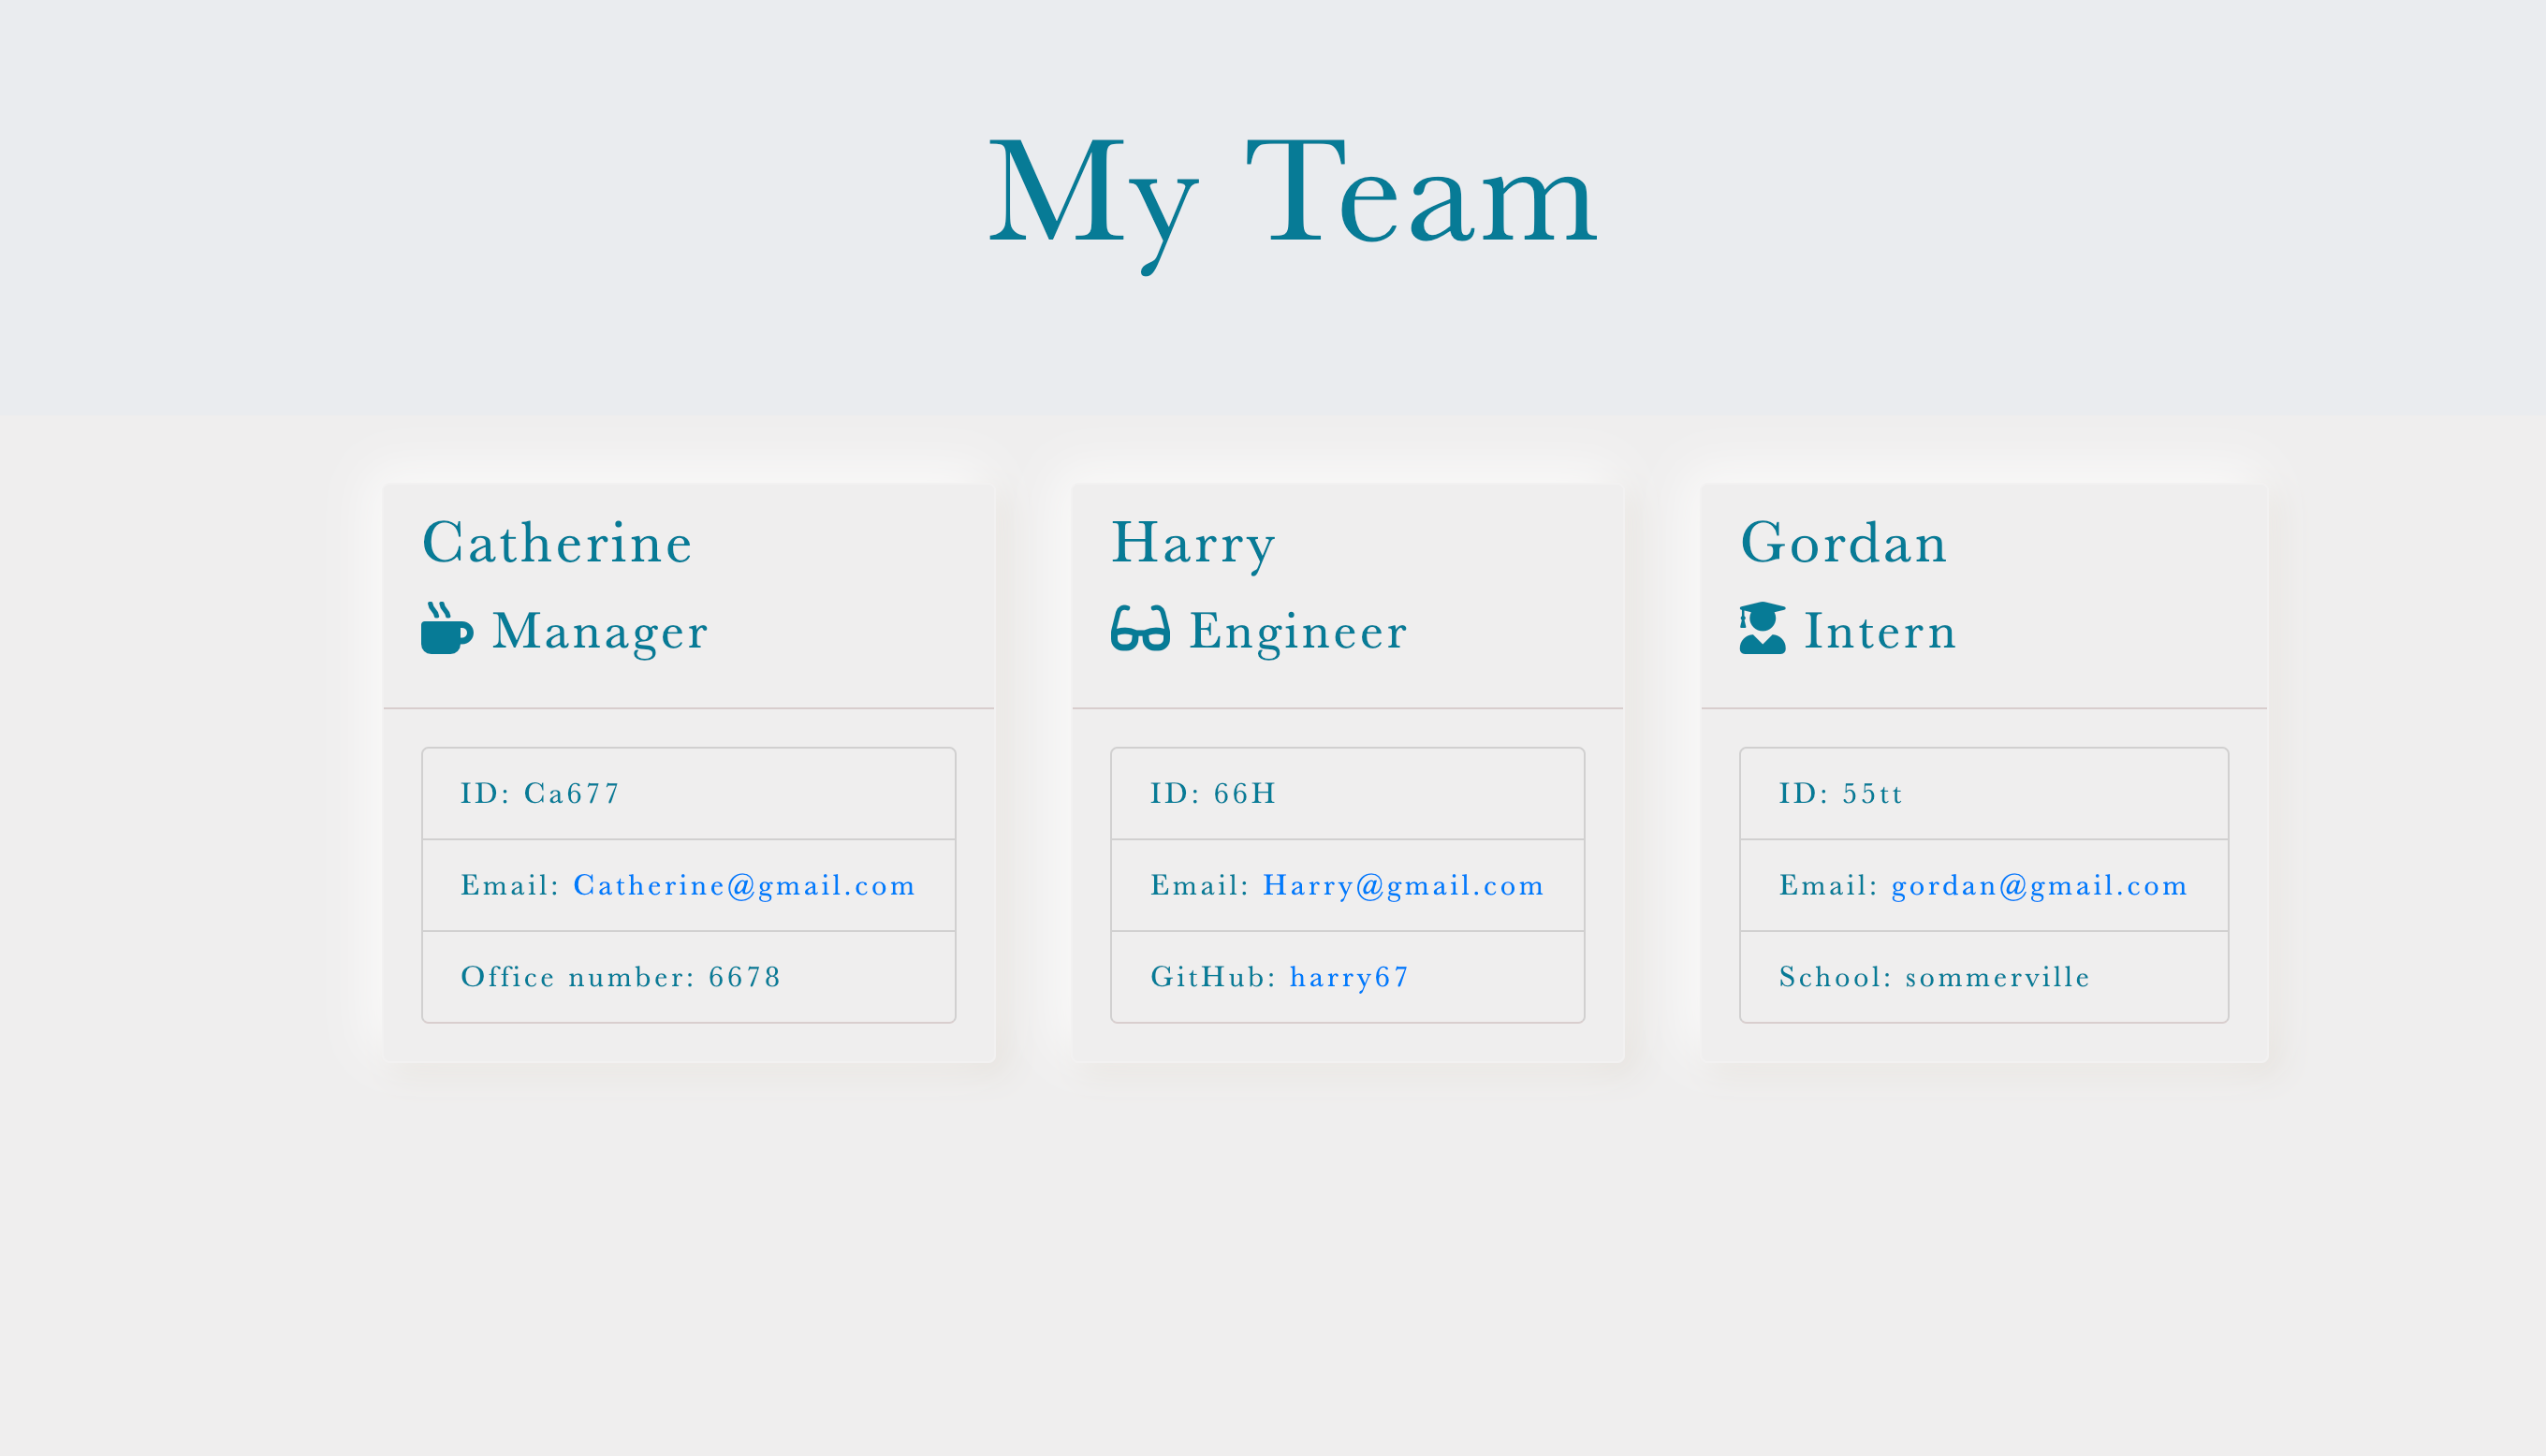 My Team
Catherine
Manager
ID: Ca677
Email: Catherine@gmail.com
Office number: 6678
Harry
Engineer
ID: 66H
Email: Harry@gmail.com
GitHub: harry67
Gordan
Intern
ID: 55tt
Email: gordan@gmail.com
School: sommerville